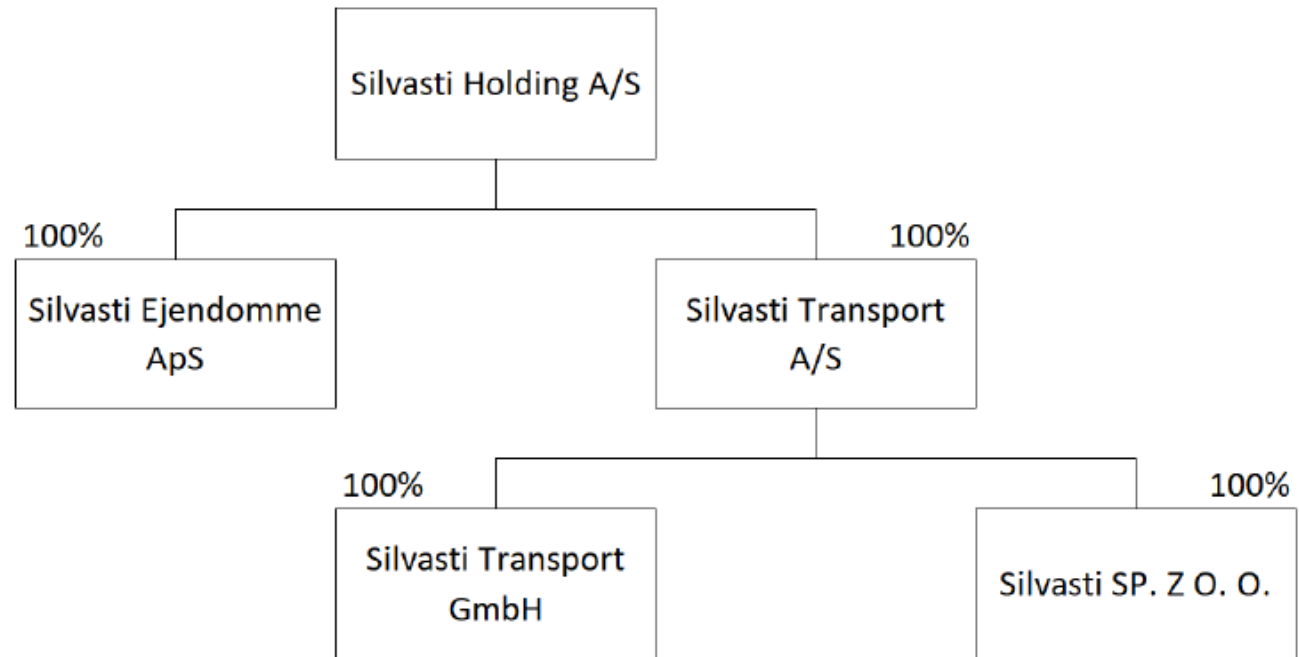 Silvasti Holding A/S
100%
100%
Silvasti Ejendomme
ApS
Silvasti Transport
A/S
100%
100%
Silvasti Transport
GmbH
Silvasti SP. Z O. O.